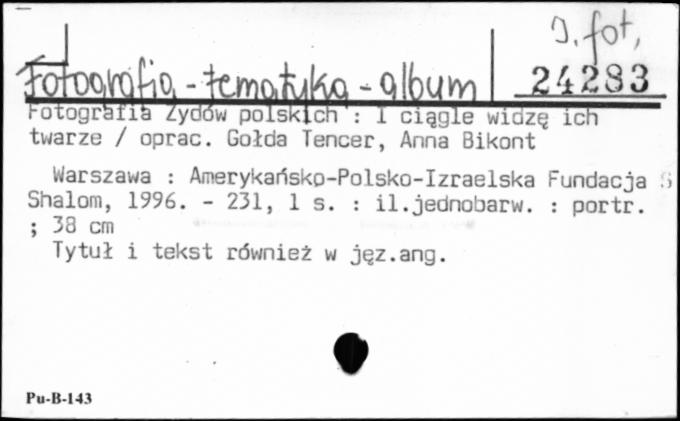 J. fot,
Fotografia - tematyka - album
24283
Fotografia Żydów polskich : I ciągle widzę ich
twarze / oprac. Gołda Tencer, Anna Bikont
Warszawa : Amerykańsko-Polsko-Izraelska Fundacja S
Shalom, 1996. - 231, 1 s. : il.jednobarw. : portr.
; 38 cm
Tytuł i tekst również w jęz.ang.
Pu-B-143